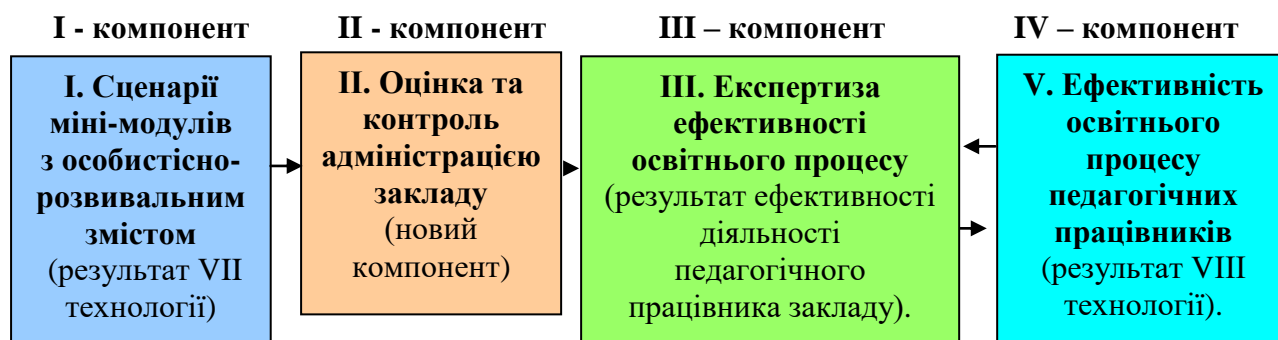 I - компонент
II - компонент
III – компонент
IV – компонент
І. Сценарії
міні-модулів
з особистісно-
розвивальним
змістом
(результат VII
технології)
ІІ. Оцінка та
контроль
адміністрацією
закладу
(новий
компонент)
ІІІ. Експертиза
ефективності
освітнього процесу
(результат ефективності
діяльності
педагогічного
працівника закладу).
V. Ефективність
освітнього
процесу
педагогічних
працівників
(результат VIII
технології).